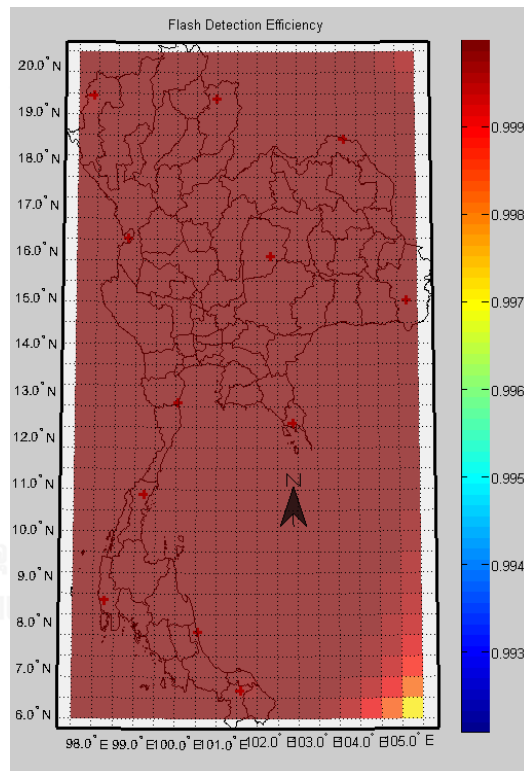 Flash Detection Efficiency
20.0° N
19.0° N
18.0° N
17.0° N
16.0° N
15.0° N
14.0° N
13.0° N
12.0° N
11.0° N
10.0° N
9.0° N
8.0° N
7.0° N
6.0° N
N
98.0° E 99.0° E 100.0° E 101.0° E 102.0° E 103.0° E 104.0° E 105.0° E
0.999
0.998
0.997
0.996
0.995
0.994
0.993